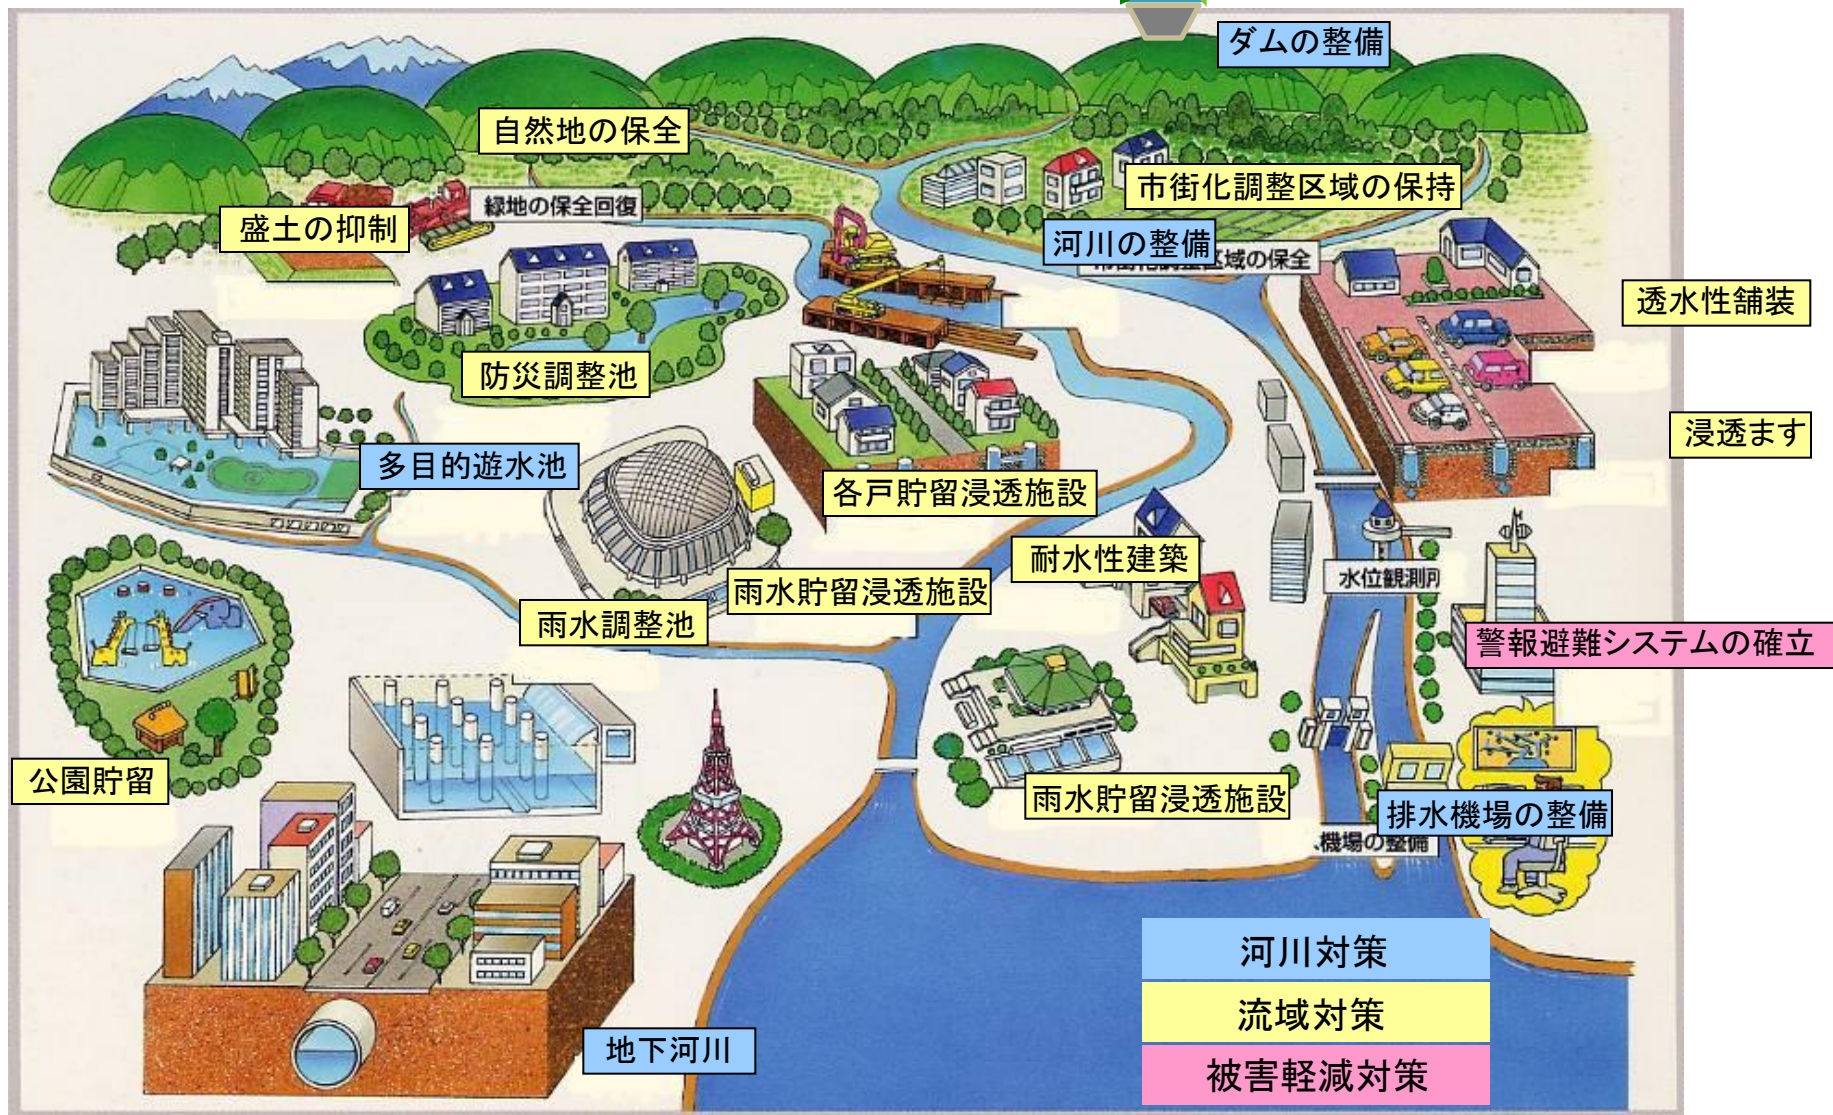 ダムの整備
自然地の保全
市街化調整区域の保持
緑地の保全回復
盛土の抑制
河川の整備
区域の保全
透水性舗装
防災調整池
浸透ます
多目的遊水池
各戸貯留浸透施設
耐水性建築
水位観測所
雨水貯留浸透施設
雨水調整池
警報避難システムの確立
公園貯留
雨水貯留浸透施設
排水機場の整備
機場の整備
河川対策
流域対策
地下河川
被害軽減対策